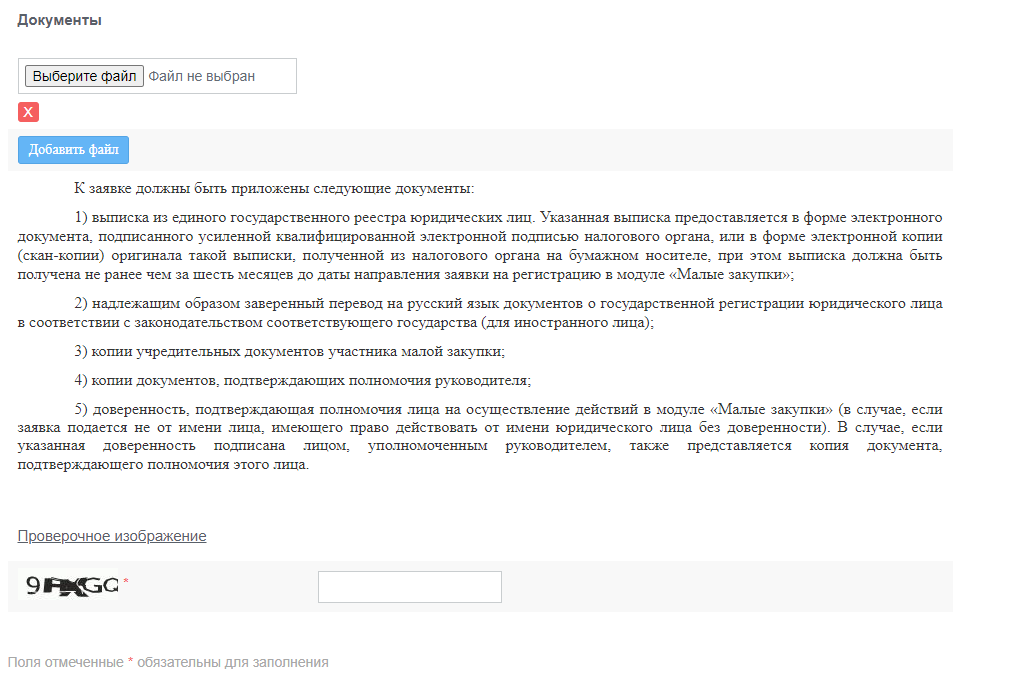 Документы
Выберите файл Файл не выбран
X
Добавить файл
К заявке должны быть приложены следующие документы:
1) выписка из единого государственного реестра юридических лиц. Указанная выписка предоставляется в форме электронного
документа, подписанного усиленной квалифицированной электронной подписью налогового органа, или в форме электронной копии
(скан-копии) оригинала такой выписки, полученной из налогового органа на бумажном носителе, при этом выписка должна быть
получена не ранее чем за шесть месяцев до даты направления заявки на регистрацию в модуле «Малые закупки»;
2) надлежащим образом заверенный перевод на русский язык документов о государственной регистрации юридического лица
в соответствии с законодательством соответствующего государства (для иностранного лица);
3) копии учредительных документов участника малой закупки;
4) копии документов, подтверждающих полномочия руководителя;
5) доверенность, подтверждающая полномочия лица на осуществление действий в модуле «Малые закупки» (в случае, если
заявка подается не от имени лица, имеющего право действовать от имени юридического лица без доверенности). В случае, если
указанная доверенность подписана лицом, уполномоченным руководителем, также представляется копия документа,
подтверждающего полномочия этого лица.
Проверочное изображение
*
Поля отмеченные * обязательны для заполнения